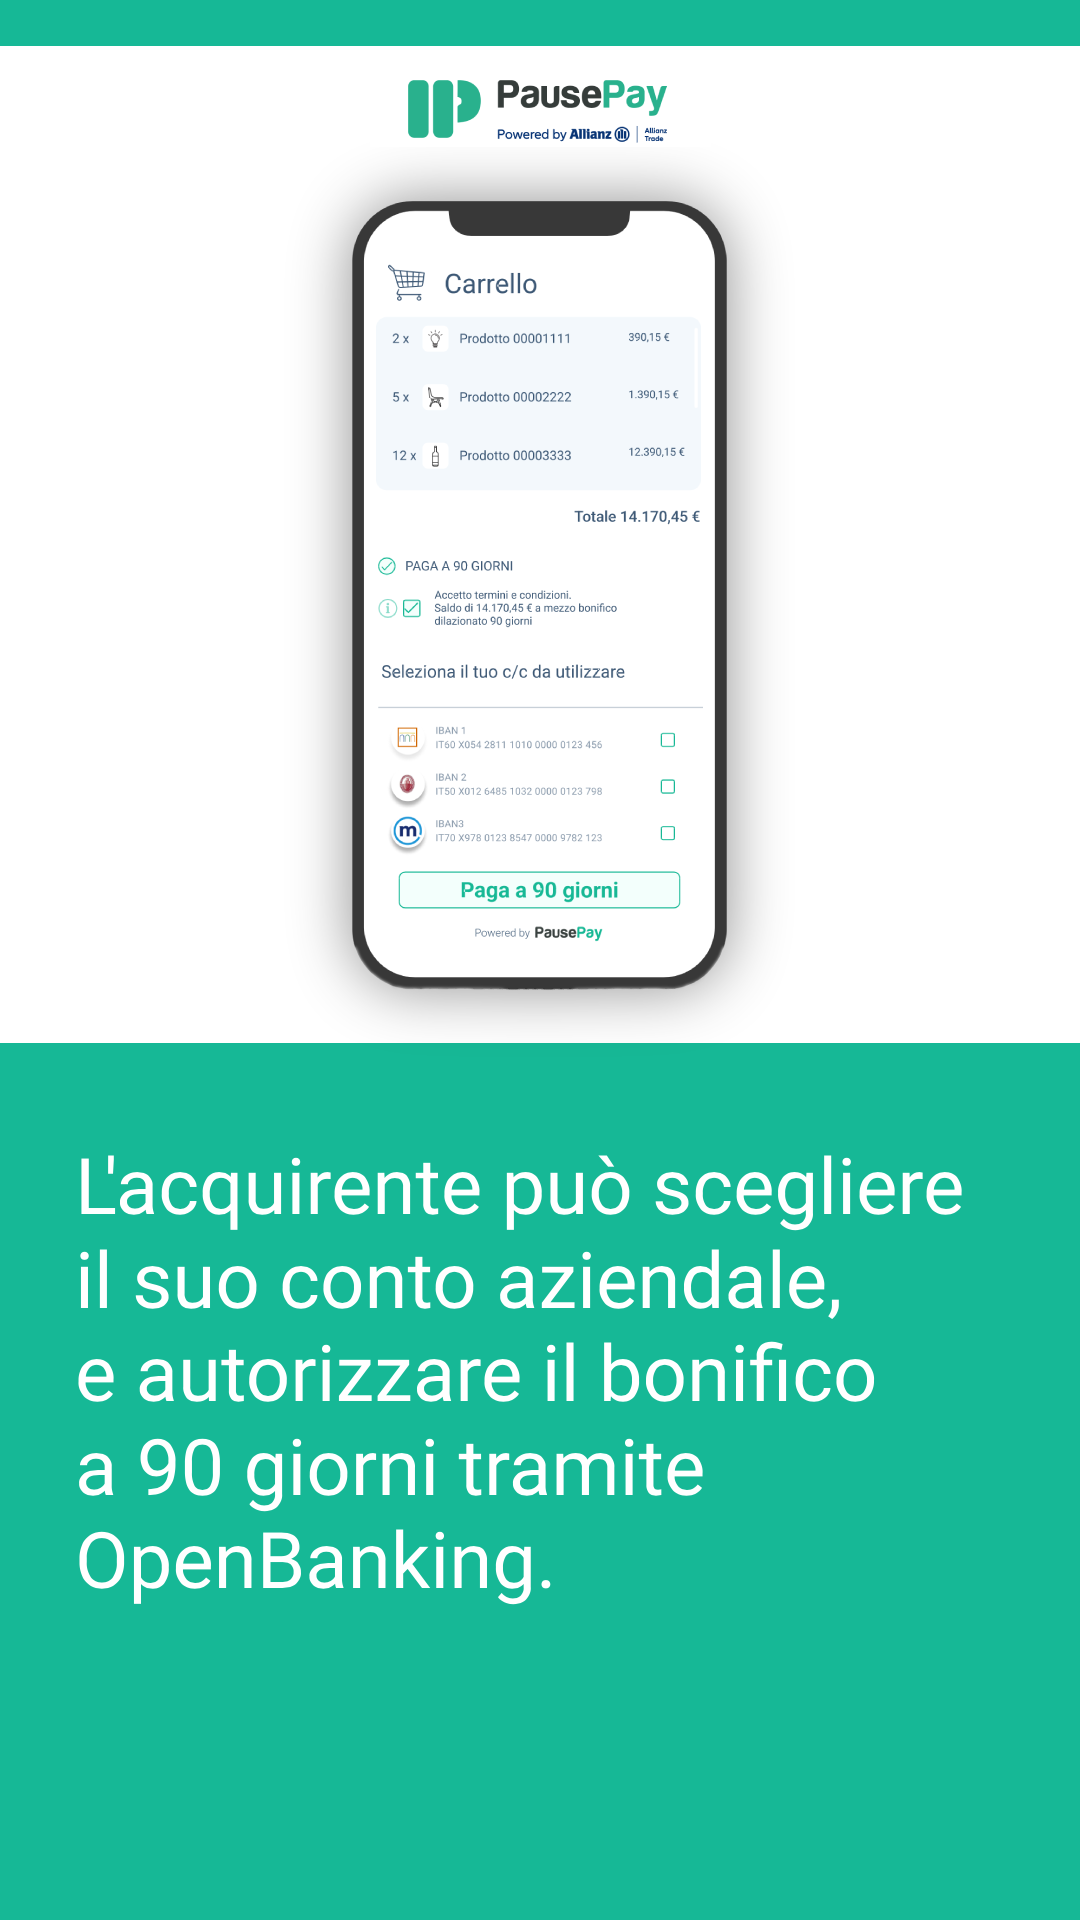 PausePay
Powered by Allianz | Allianz Trade
Carrello
2 x Prodotto 00001111 390,15 €
5 x Prodotto 00002222 1.390,15 €
12 x Prodotto 00003333 12.390,15 €
Totale 14.170,45 €
PAGA A 90 GIORNI
Accetto termini e condizioni.
Saldo di 14.170,45 € a mezzo bonifico
dilazionato 90 giorni
Seleziona il tuo c/c da utilizzare
IBAN 1
IT60 X054 2811 1010 0000 0123 456
IBAN 2
IT50 X012 6485 1032 0000 0123 798
m IBAN3
IT70 X978 0123 8547 0000 9782 123
Paga a 90 giorni
Powered by PausePay
L'acquirente può scegliere
il suo conto aziendale,
e autorizzare il bonifico
a 90 giorni tramite
OpenBanking.